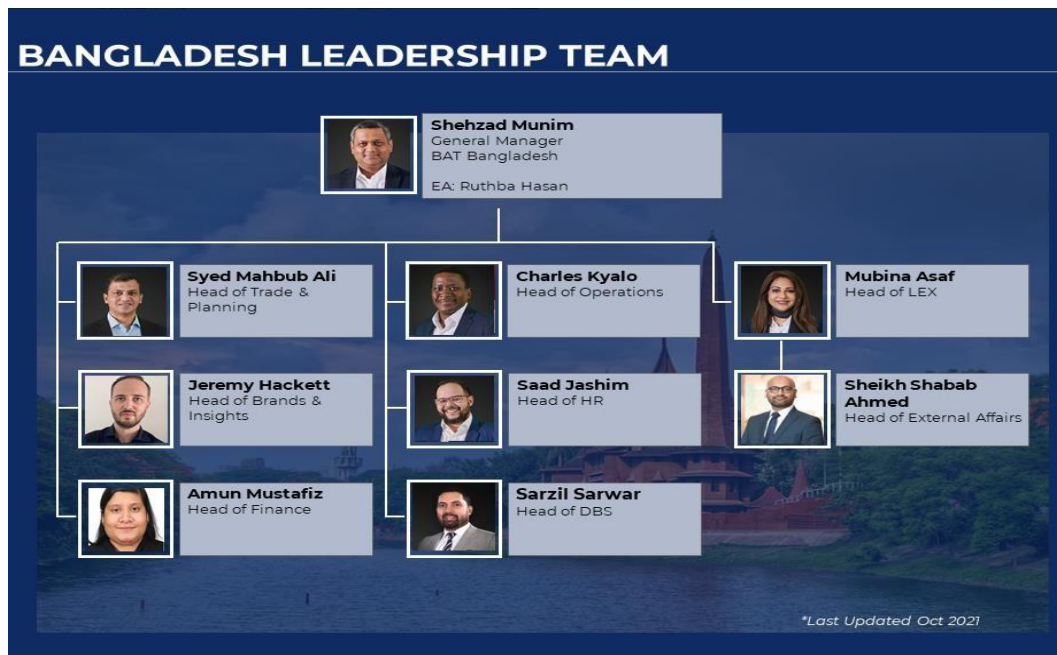 BANGLADESH LEADERSHIP TEAM
Shehzad Munim
General Manager
BAT Bangladesh
EA: Ruthba Hasan
Syed Mahbub Ali
Head of Trade &
Planning
Charles Kyalo
Head of Operations
Mubina Asaf
Head of LEX
Jeremy Hackett
Head of Brands &
Insights
Saad Jashim
Head of HR
Sheikh Shabab
Ahmed
Head of External Affairs
Amun Mustafiz
Head of Finance
Sarzil Sarwar
Head of DBS
*Last Updated Oct 2021